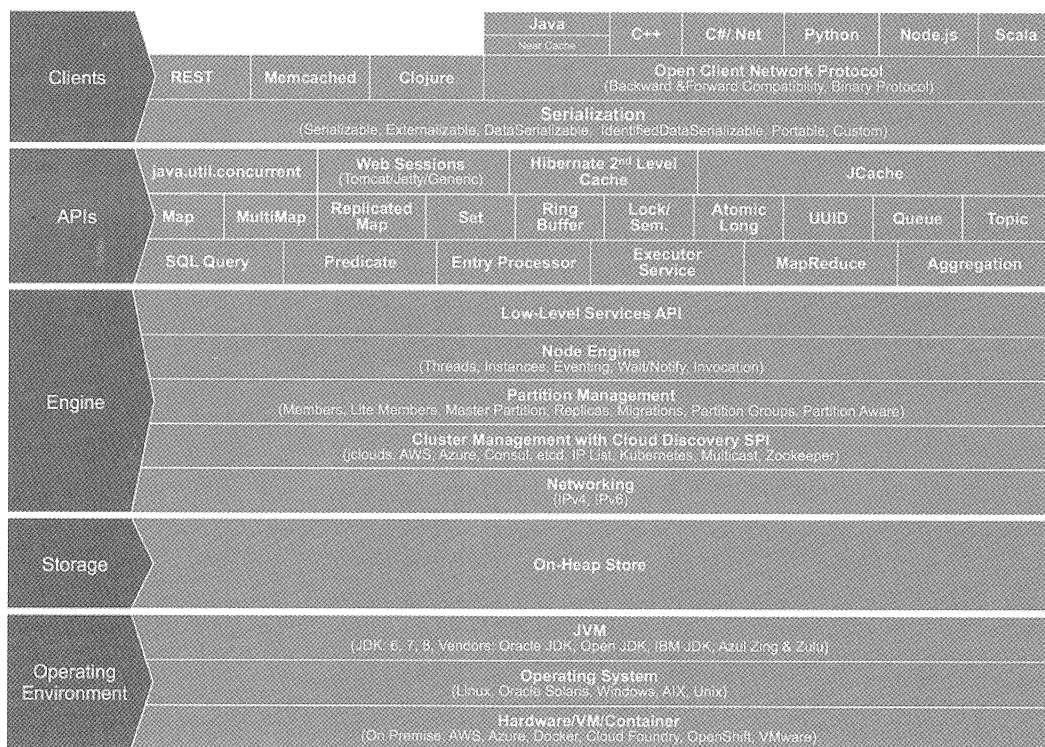 Java
Near Cache
C++
C#/.Net
Python
Node.js
Scala
Clients
REST
Memcached
Clojure
Open Client Network Protocol
(Backward &Forward Compatibility, Binary Protocol)
Serialization
(Serializable, Externalizable, DataSerializable, IdentifiedDataSerializable, Portable, Custom)
APIs
java.util.concurrent
Web Sessions
(Tomcat/Jetty/Generic)
Hibernate 2nd Level
Cache
JCache
Map
MultiMap
Replicated
Map
Set
Ring
Buffer
Lock/
Sem.
Atomic
Long
UUID
Queue
Topic
SQL Query
Predicate
Entry Processor
Executor
Service
MapReduce
Aggregation
Engine
Low-Level Services API
Node Engine
(Threads, Instances, Eventing, Wait/Notify, Invocation)
Partition Management
(Members, Lite Members, Master Partition, Replicas, Migrations, Partition Groups, Partition Aware)
Cluster Management with Cloud Discovery SPI
(jclouds, AWS, Azure, Consul, etcd, IP List, Kubernetes, Multicast, Zookeeper)
Networking
(IPv4, IPv6)
Storage
On-Heap Store
Operating
Environment
JVM
(JDK: 6, 7, 8, Vendors: Oracle JDK, Open JDK, IBM JDK, Azul Zing & Zulu)
Operating System
(Linux, Oracle Solaris, Windows, AIX, Unix)
Hardware/VM/Container
(On Premise, AWS, Azure, Docker, Cloud Foundry, OpenShift, VMware)